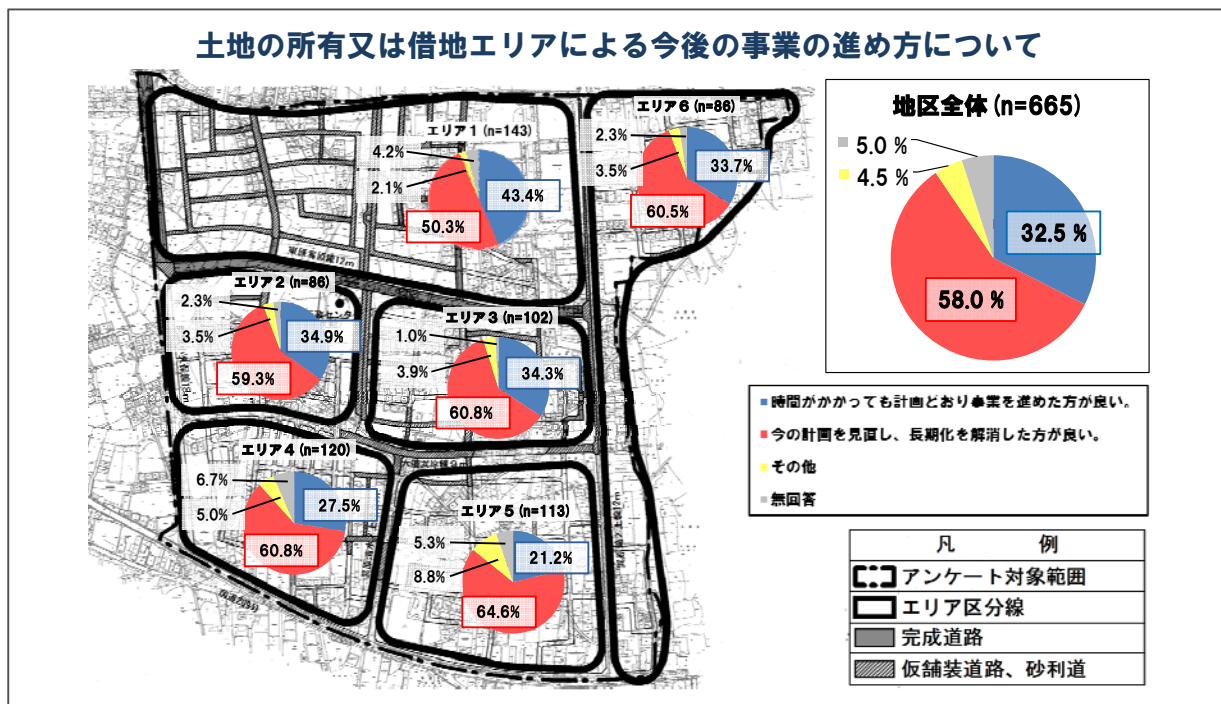 土地の所有又は借地エリアによる今後の事業の進め方について
エリア1 (n=143)
4.2%
2.1%
43.4%
50.3%
エリア6 (n=86)
2.3%
3.5%
33.7%
60.5%
地区全体 (n=665)
5.0 %
4.5 %
32.5 %
58.0 %
エリア2 (n=86)
2.3%
3.5%
34.9%
59.3%
エリア3 (n=102)
1.0%
3.9%
34.3%
60.8%
エリア4 (n=120)
6.7%
5.0%
27.5%
60.8%
エリア5 (n=113)
5.3%
8.8%
21.2%
64.6%
時間がかかっても計画どおり事業を進めた方が良い。
今の計画を見直し、長期化を解消した方が良い。
その他
無回答
凡 例
アンケート対象範囲
エリア区分線
完成道路
仮舗装道路、砂利道